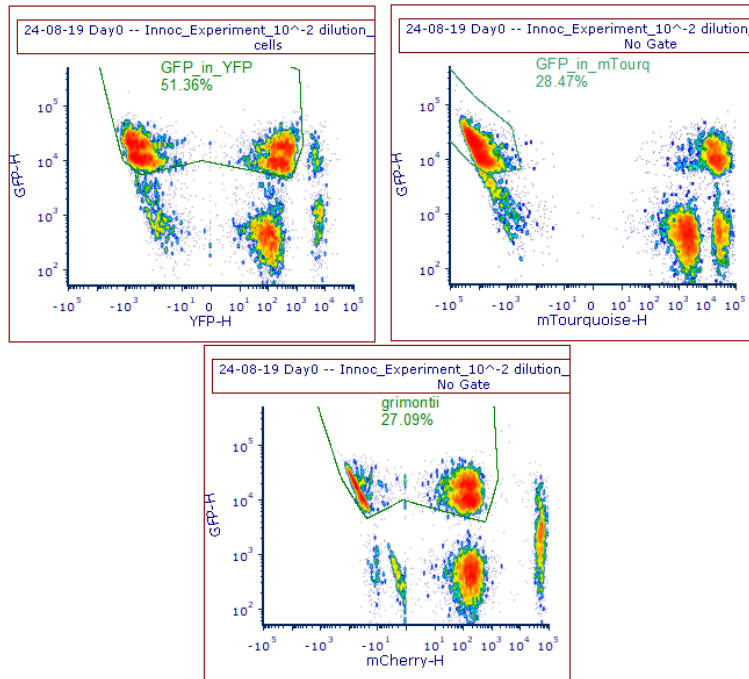 24-08-19 Day0 -- Innoc_Experiment_10^-2 dilution_
cells
GFP_in_YFP
51.36%
10^5
10^4
10^3
10^2
GFP-H
-10^5 -10^3 -10^1 0 10^1 10^2 10^3 10^4 10^5
YFP-H
24-08-19 Day0 -- Innoc_Experiment_10^-2 dilution_
No Gate
GFP_in_mTourq
28.47%
10^5
10^4
10^3
10^2
GFP-H
-10^5 -10^3 -10^1 0 10^1 10^3 10^4 10^5
mTourquoise-H
24-08-19 Day0 -- Innoc_Experiment_10^-2 dilution_
No Gate
grimontii
27.09%
10^5
10^4
10^3
10^2
GFP-H
-10^5 -10^3 -10^1 0 10^1 10^2 10^3 10^4 10^5
mCherry-H